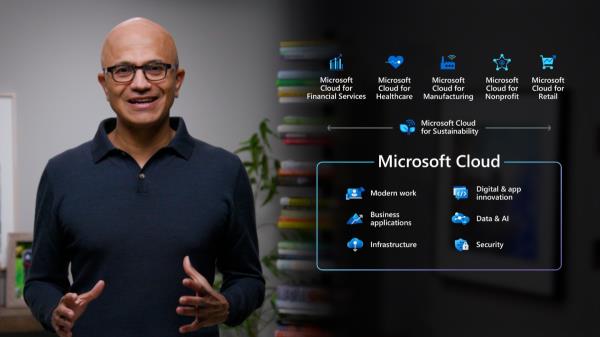 Microsoft
Cloud for
Financial Services
Microsoft
Cloud for
Healthcare
Microsoft
Cloud for
Manufacturing
Microsoft
Cloud for
Nonprofit
Microsoft
Cloud for
Retail
Microsoft Cloud
for Sustainability
Microsoft Cloud
Modern work
Digital & app
innovation
Business
applications
Data & AI
Infrastructure
Security